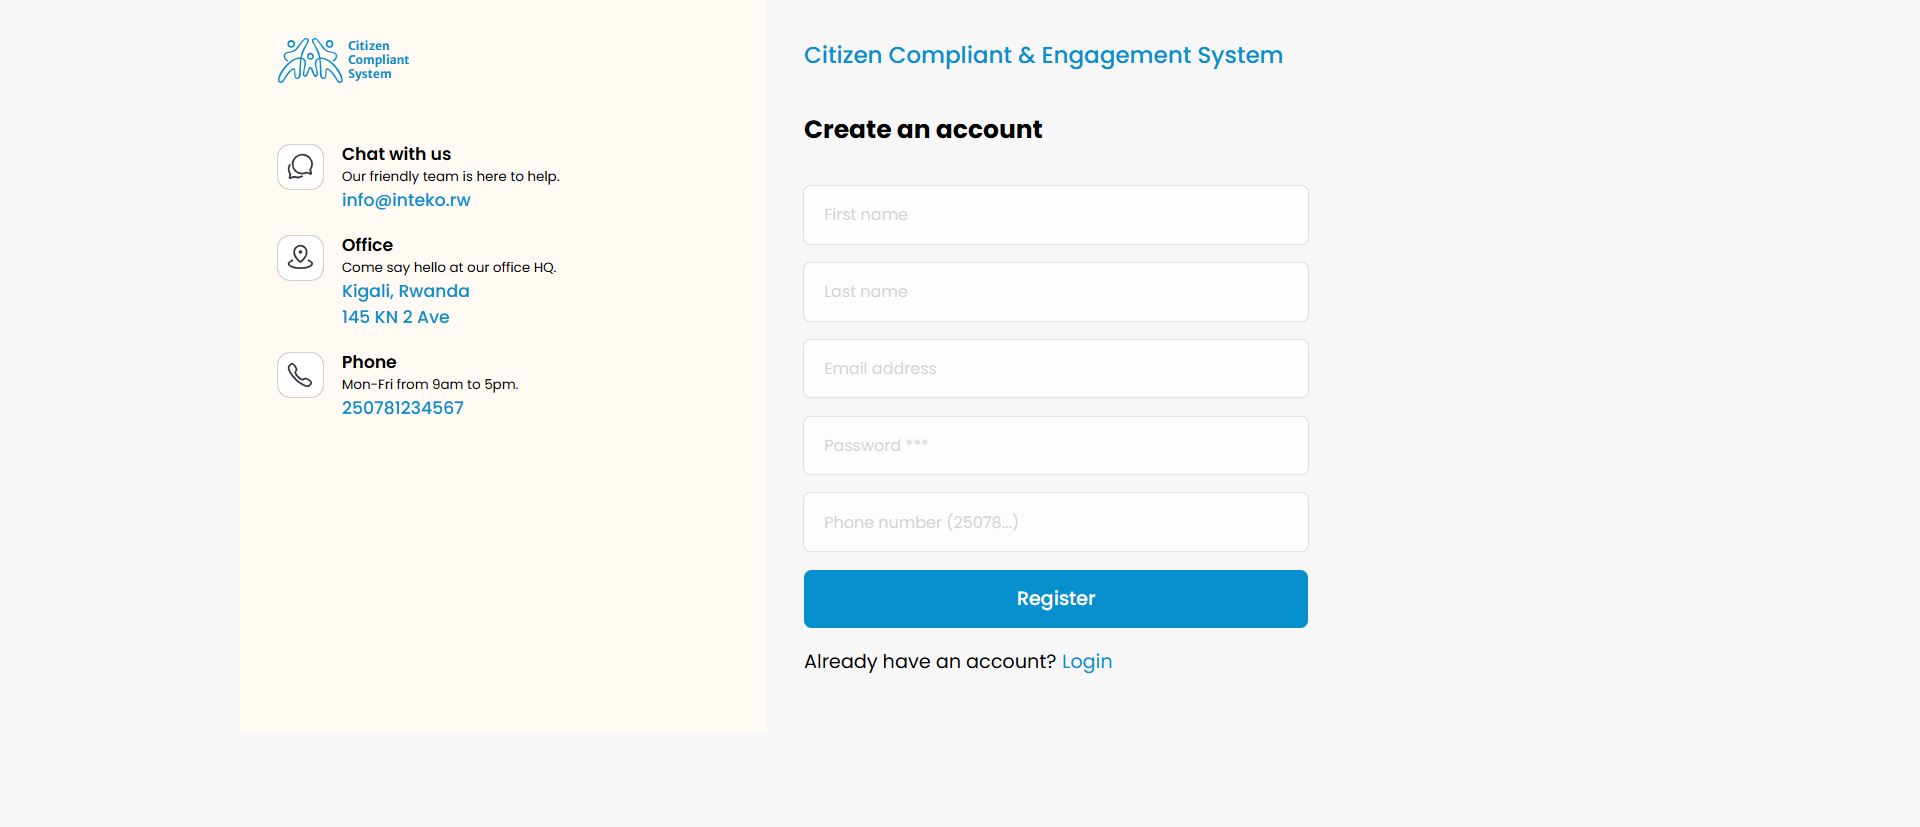 Citizen
Compliant
System
Chat with us
Our friendly team is here to help.
info@inteko.rw
Office
Come say hello at our office HQ.
Kigali, Rwanda
145 KN 2 Ave
Phone
Mon-Fri from 9am to 5pm.
250781234567
Citizen Compliant & Engagement System
Create an account
First name
Last name
Email address
Password ***
Phone number (25078...)
Register
Already have an account? Login